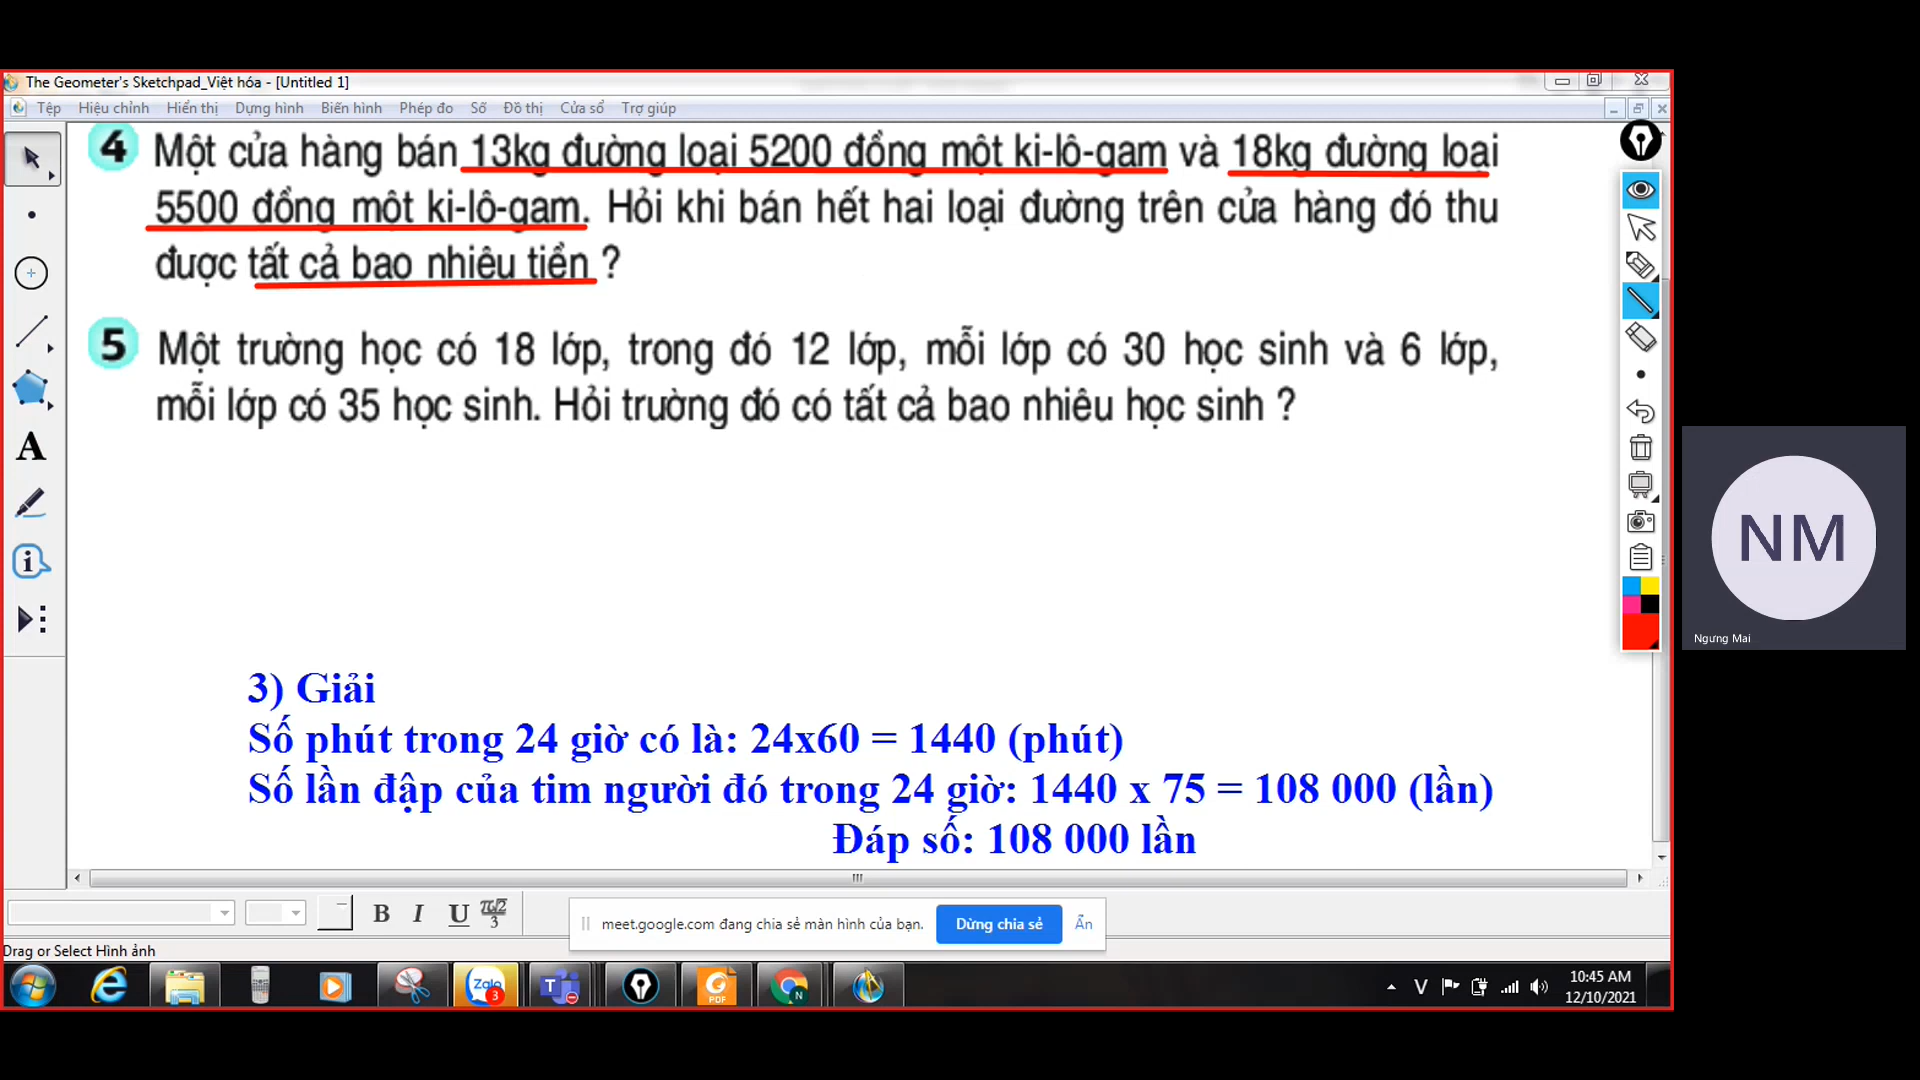 The Geometer's Sketchpad_Việt hóa - [Untitled 1]
Tệp Hiệu chỉnh Hiển thị Dựng hình Biến hình Phép đo Số Đồ thị Cửa sổ Trợ giúp
4 Một cửa hàng bán 13kg đường loại 5200 đồng một ki-lô-gam và 18kg đường loại
5500 đồng một ki-lô-gam. Hỏi khi bán hết hai loại đường trên cửa hàng đó thu
được tất cả bao nhiêu tiền ?
5 Một trường học có 18 lớp, trong đó 12 lớp, mỗi lớp có 30 học sinh và 6 lớp,
mỗi lớp có 35 học sinh. Hỏi trường đó có tất cả bao nhiêu học sinh ?
A
NM
Ngưng Mai
3) Giải
Số phút trong 24 giờ có là: 24x60 = 1440 (phút)
Số lần đập của tim người đó trong 24 giờ: 1440 x 75 = 108 000 (lần)
Đáp số: 108 000 lần
B I U
meet.google.com đang chia sẻ màn hình của bạn. Dừng chia sẻ Ẩn
Drag or Select Hình ảnh
Zalo 3
PDF
N
V
10:45 AM
12/10/2021